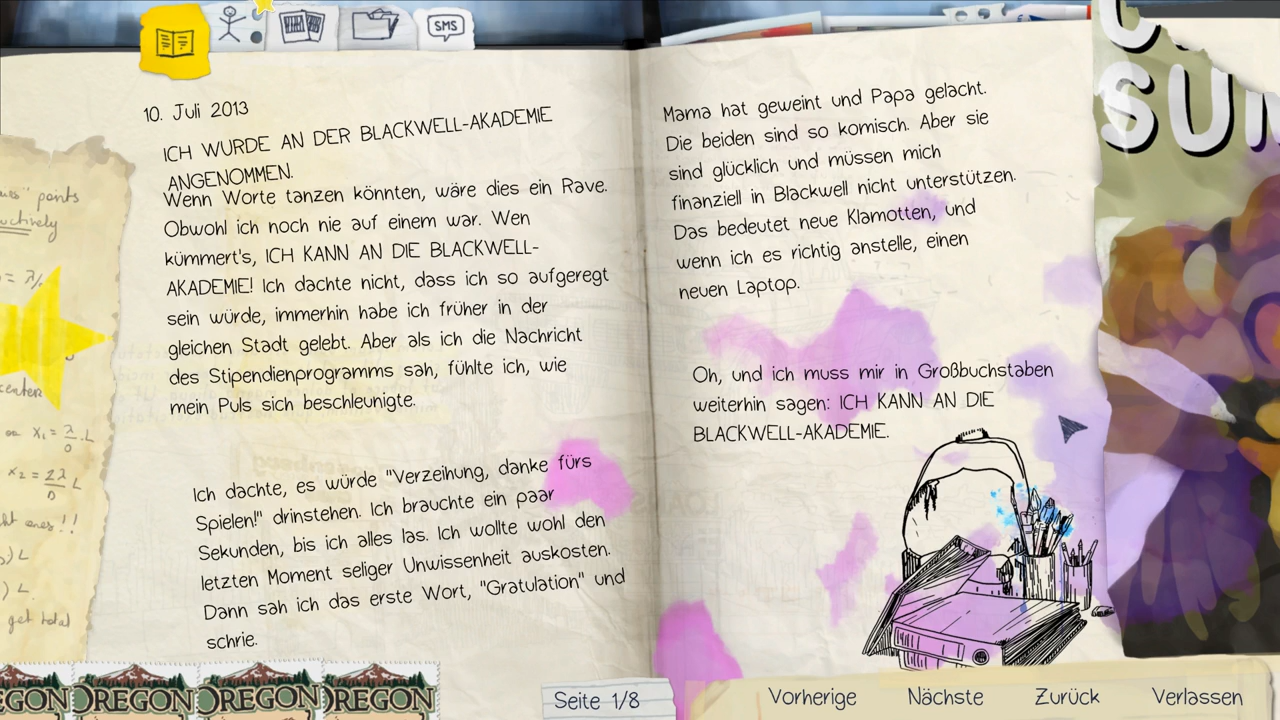 SMS
10. Juli 2013
ICH WURDE AN DER BLACKWELL-AKADEMIE
ANGENOMMEN.
Wenn Worte tanzen könnten, wäre dies ein Rave.
Obwohl ich noch nie auf einem war. Wen
kümmert's, ICH KANN AN DIE BLACKWELL-
AKADEMIE! Ich dachte nicht, dass ich so aufgeregt
sein würde, immerhin habe ich früher in der
gleichen Stadt gelebt. Aber als ich die Nachricht
des Stipendienprogramms sah, fühlte ich, wie
mein Puls sich beschleunigte.
Ich dachte, es würde "Verzeihung, danke fürs
Spielen!" drinstehen. Ich brauchte ein paar
Sekunden, bis ich alles las. Ich wollte wohl den
letzten Moment seliger Unwissenheit auskosten.
Dann sah ich das erste Wort, "Gratulation" und
schrie.
Mama hat geweint und Papa gelacht.
Die beiden sind so komisch. Aber sie
sind glücklich und müssen mich
finanziell in Blackwell nicht unterstützen.
Das bedeutet neue Klamotten, und
wenn ich es richtig anstelle, einen
neuen Laptop.
Oh, und ich muss mir in Großbuchstaben
weiterhin sagen: ICH KANN AN DIE
BLACKWELL-AKADEMIE.
points
x₁ = λ/D . L
x₂ = 2λ/D L
get total
OREGON OREGON OREGON
Seite 1/8
Vorherige Nächste Zurück Verlassen